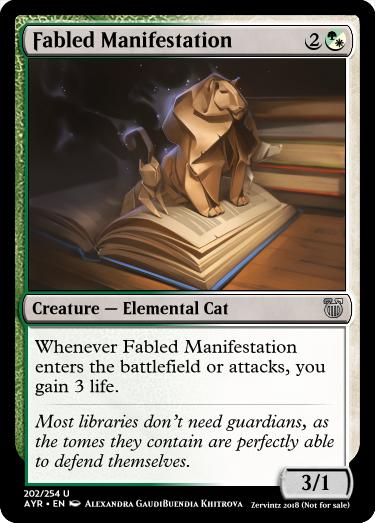 Fabled Manifestation 2
Creature — Elemental Cat
Whenever Fabled Manifestation
enters the battlefield or attacks, you
gain 3 life.
Most libraries don't need guardians, as
the tomes they contain are perfectly able
to defend themselves.
3/1
202/254 U
AYR • EN Alexandra GaudiBuendia Khitrova
Zervintz 2018 (Not for sale)